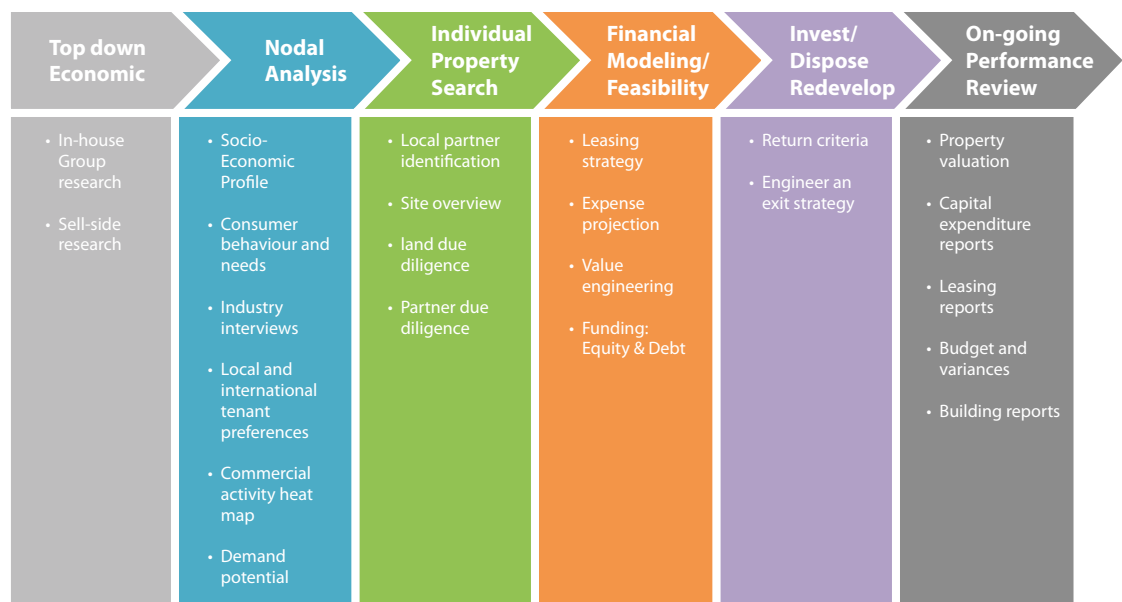 Top down
Economic
Nodal
Analysis
Individual
Property
Search
Financial
Modeling/
Feasibility
Invest/
Dispose
Redevelop
On-going
Performance
Review
• In-house
Group
research
• Sell-side
research
• Socio-
Economic
Profile
• Consumer
behaviour and
needs
• Industry
interviews
• Local and
international
tenant
preferences
• Commercial
activity heat
map
• Demand
potential
• Local partner
identification
• Site overview
• land due
diligence
• Partner due
diligence
• Leasing
strategy
• Expense
projection
• Value
engineering
• Funding:
Equity & Debt
• Return criteria
• Engineer an
exit strategy
• Property
valuation
• Capital
expenditure
reports
• Leasing
reports
• Budget and
variances
• Building reports